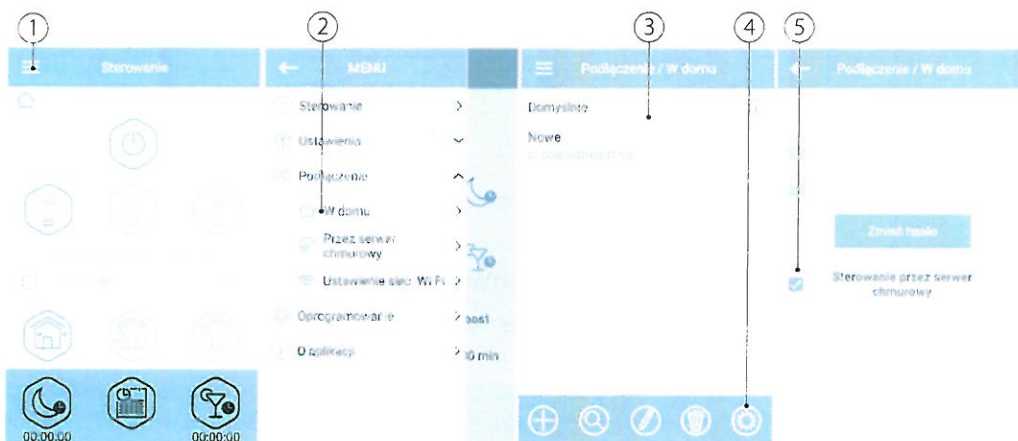 1
2
3
4
5
Sterowanie
00:00:00
00:00:00
MENU
Sterowanie
Ustawienia
Podłączenie
W domu
Przez serwer
chmurowy
Ustawienie sieci Wi Fi
Oprogramowanie
O aplikacji
Podłączenie / W domu
Domyślnie
Nowe
Podłączenie / W domu
Zmień hasło
Sterowanie przez serwer
chmurowy